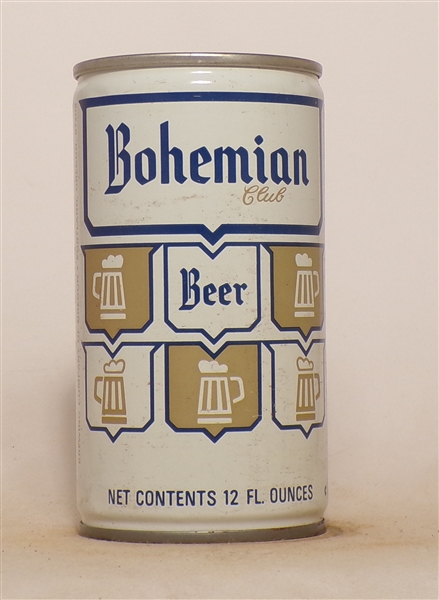 Bohemian
Club
Beer
NET CONTENTS 12 FL. OUNCES